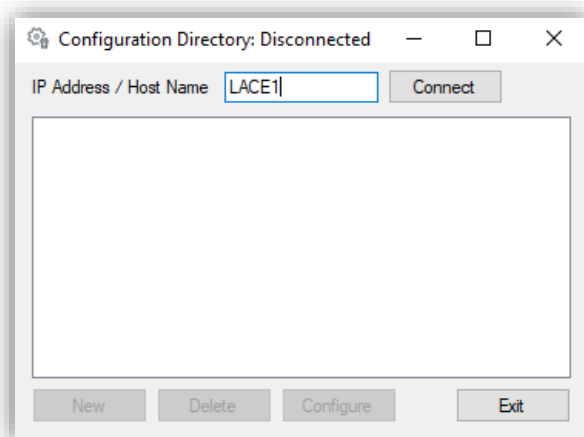 Configuration Directory: Disconnected
IP Address / Host Name LACE1 Connect
New Delete Configure Exit